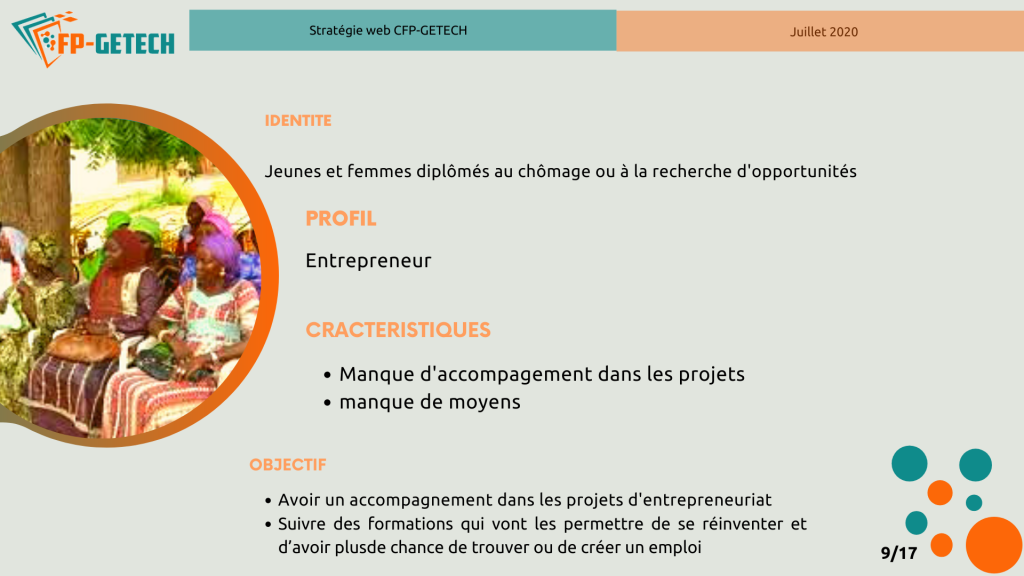 FP-GETECH
Stratégie web CFP-GETECH
Juillet 2020
IDENTITE
Jeunes et femmes diplômés au chômage ou à la recherche d'opportunités
PROFIL
Entrepreneur
CRACTERISTIQUES
• Manque d'accompagement dans les projets
• manque de moyens
OBJECTIF
• Avoir un accompagnement dans les projets d'entrepreneuriat
• Suivre des formations qui vont les permettre de se réinventer et
d’avoir plusde chance de trouver ou de créer un emploi
9/17